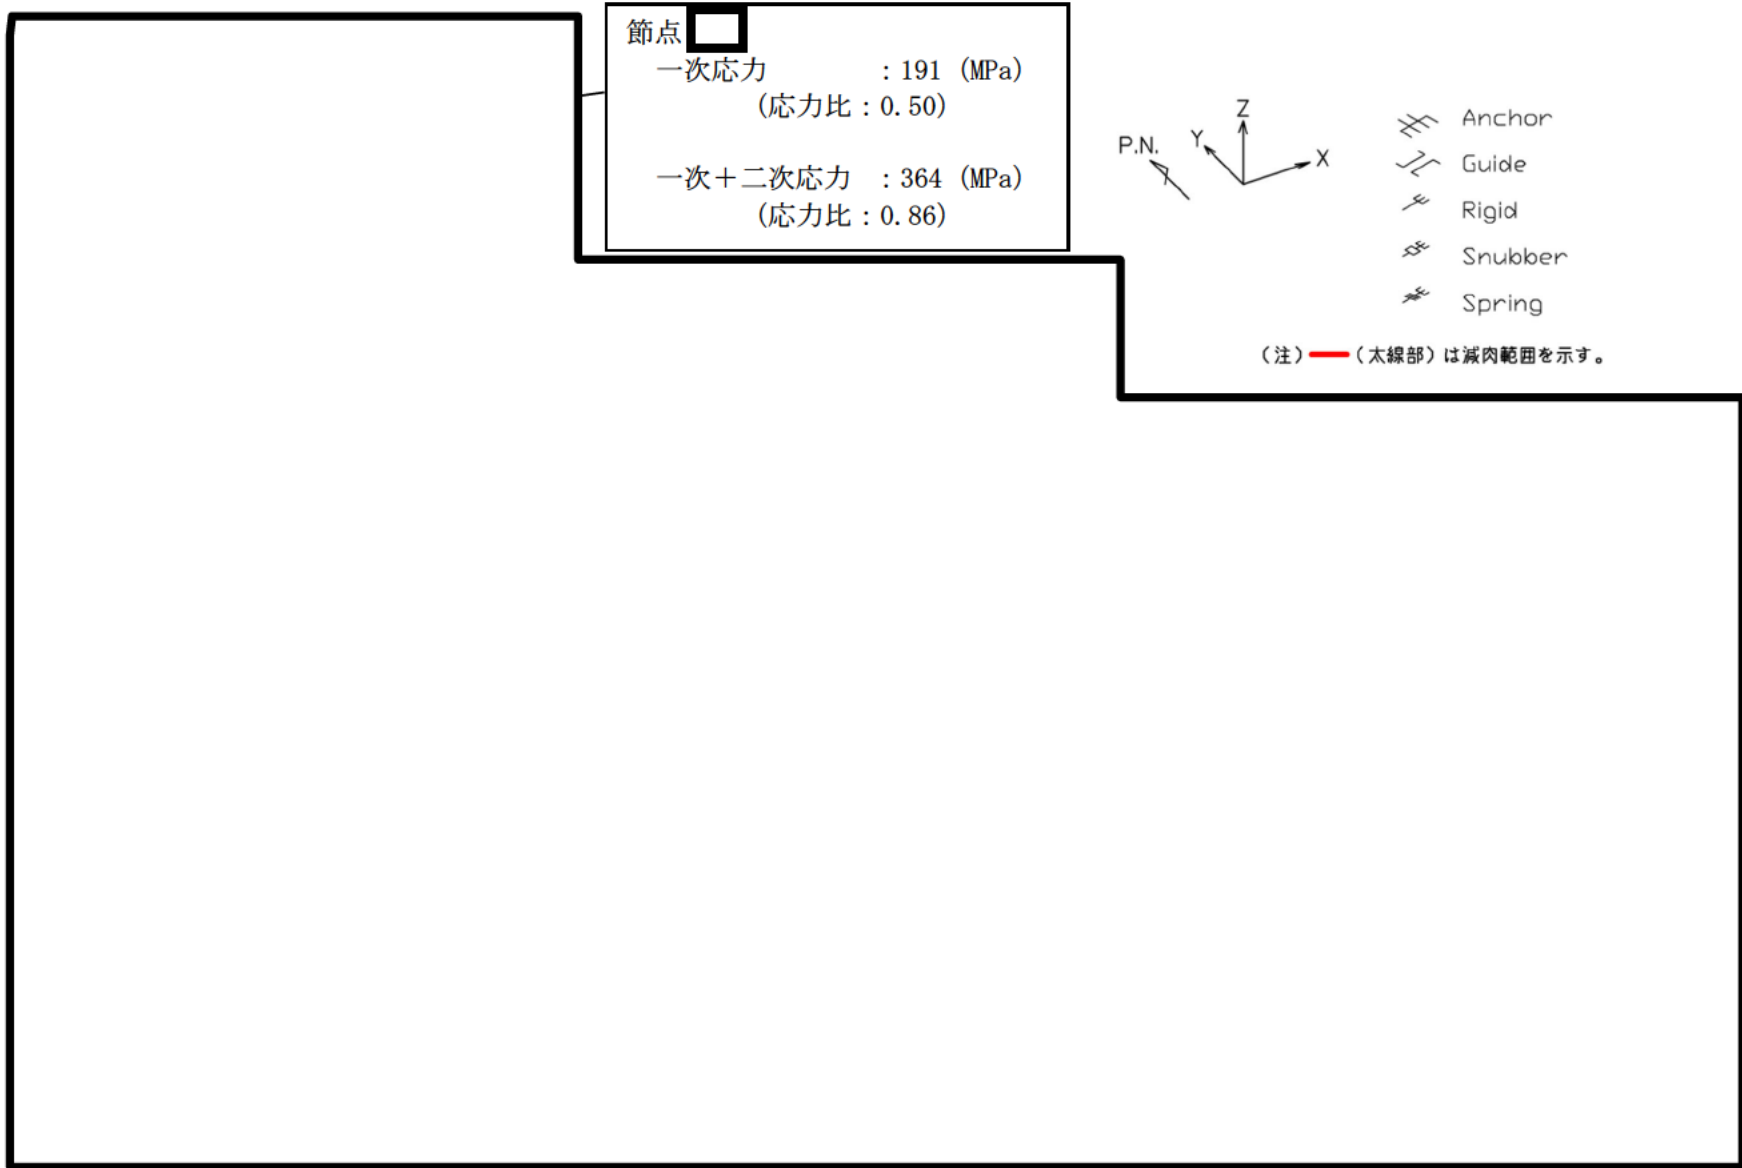 節点
一次応力 : 191 (MPa)
(応力比 : 0.50)
一次＋二次応力 : 364 (MPa)
(応力比 : 0.86)
P.N.
Y
Z
X
Anchor
Guide
Rigid
Snubber
Spring
（注） （太線部）は減肉範囲を示す。